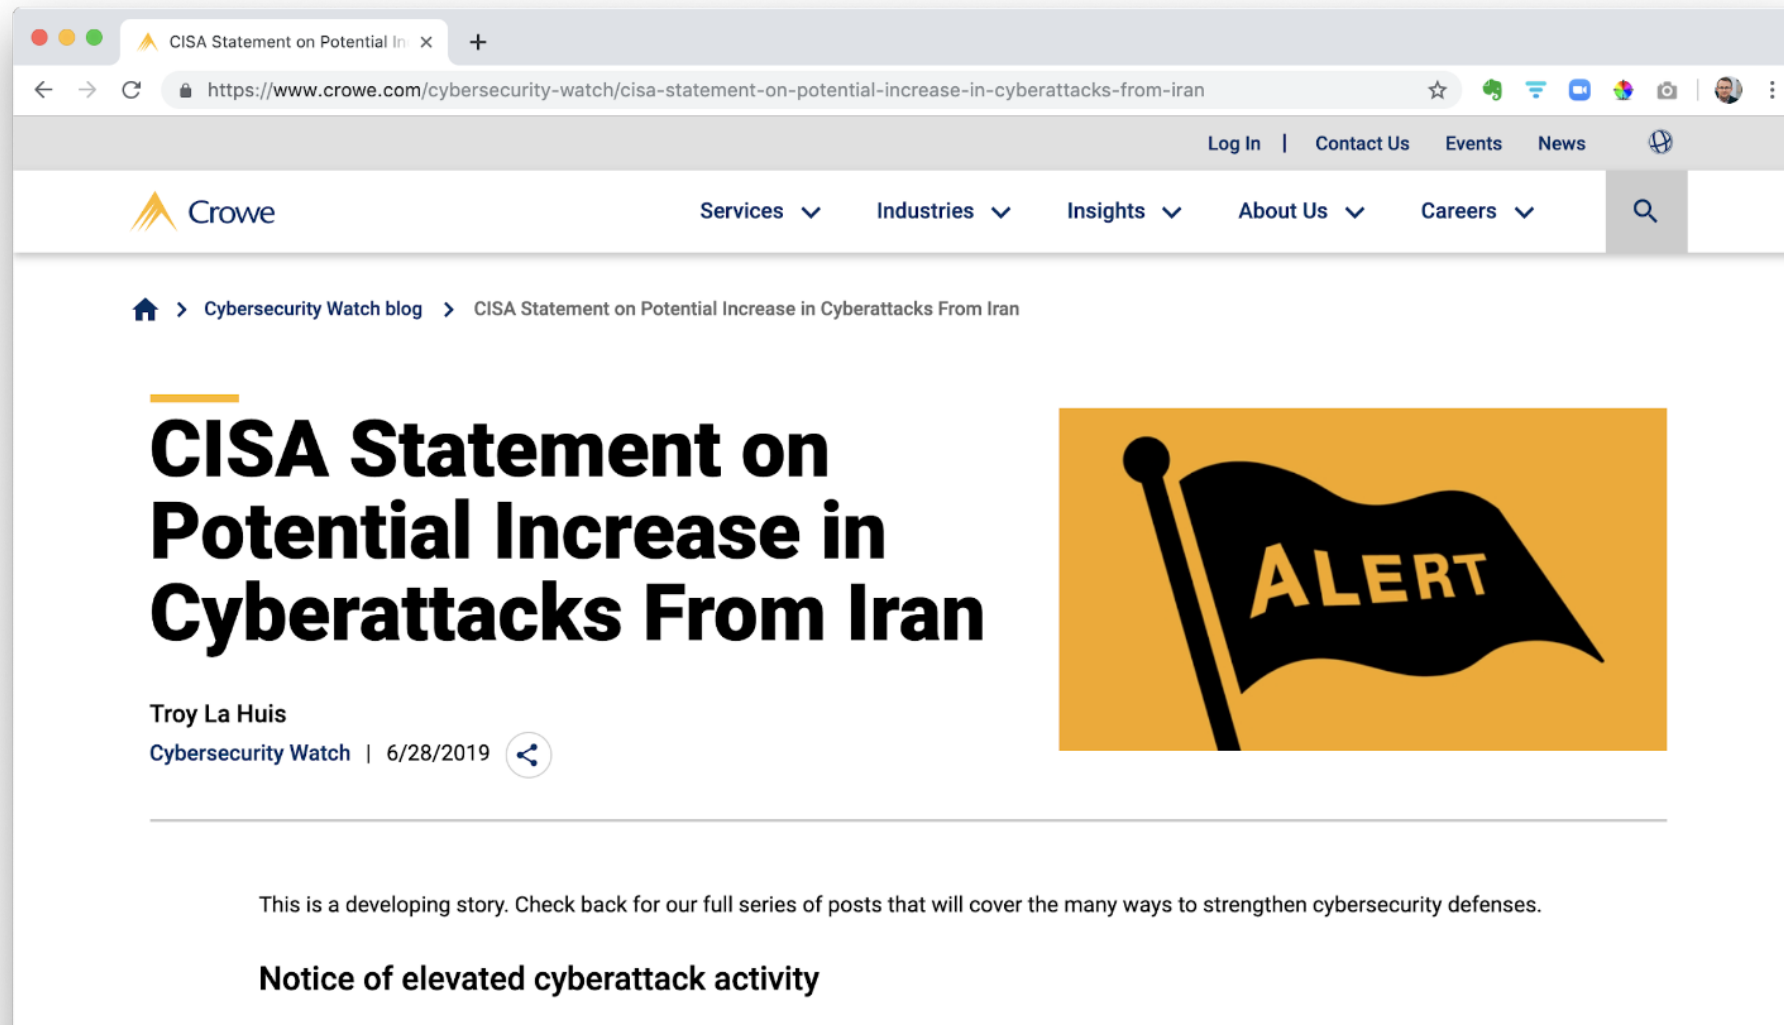 CISA Statement on Potential In
https://www.crowe.com/cybersecurity-watch/cisa-statement-on-potential-increase-in-cyberattacks-from-iran
Log In | Contact Us Events News
Crowe Services Industries Insights About Us Careers
Cybersecurity Watch blog CISA Statement on Potential Increase in Cyberattacks From Iran
CISA Statement on
Potential Increase in
Cyberattacks From Iran
ALERT
Troy La Huis
Cybersecurity Watch | 6/28/2019
This is a developing story. Check back for our full series of posts that will cover the many ways to strengthen cybersecurity defenses.
Notice of elevated cyberattack activity